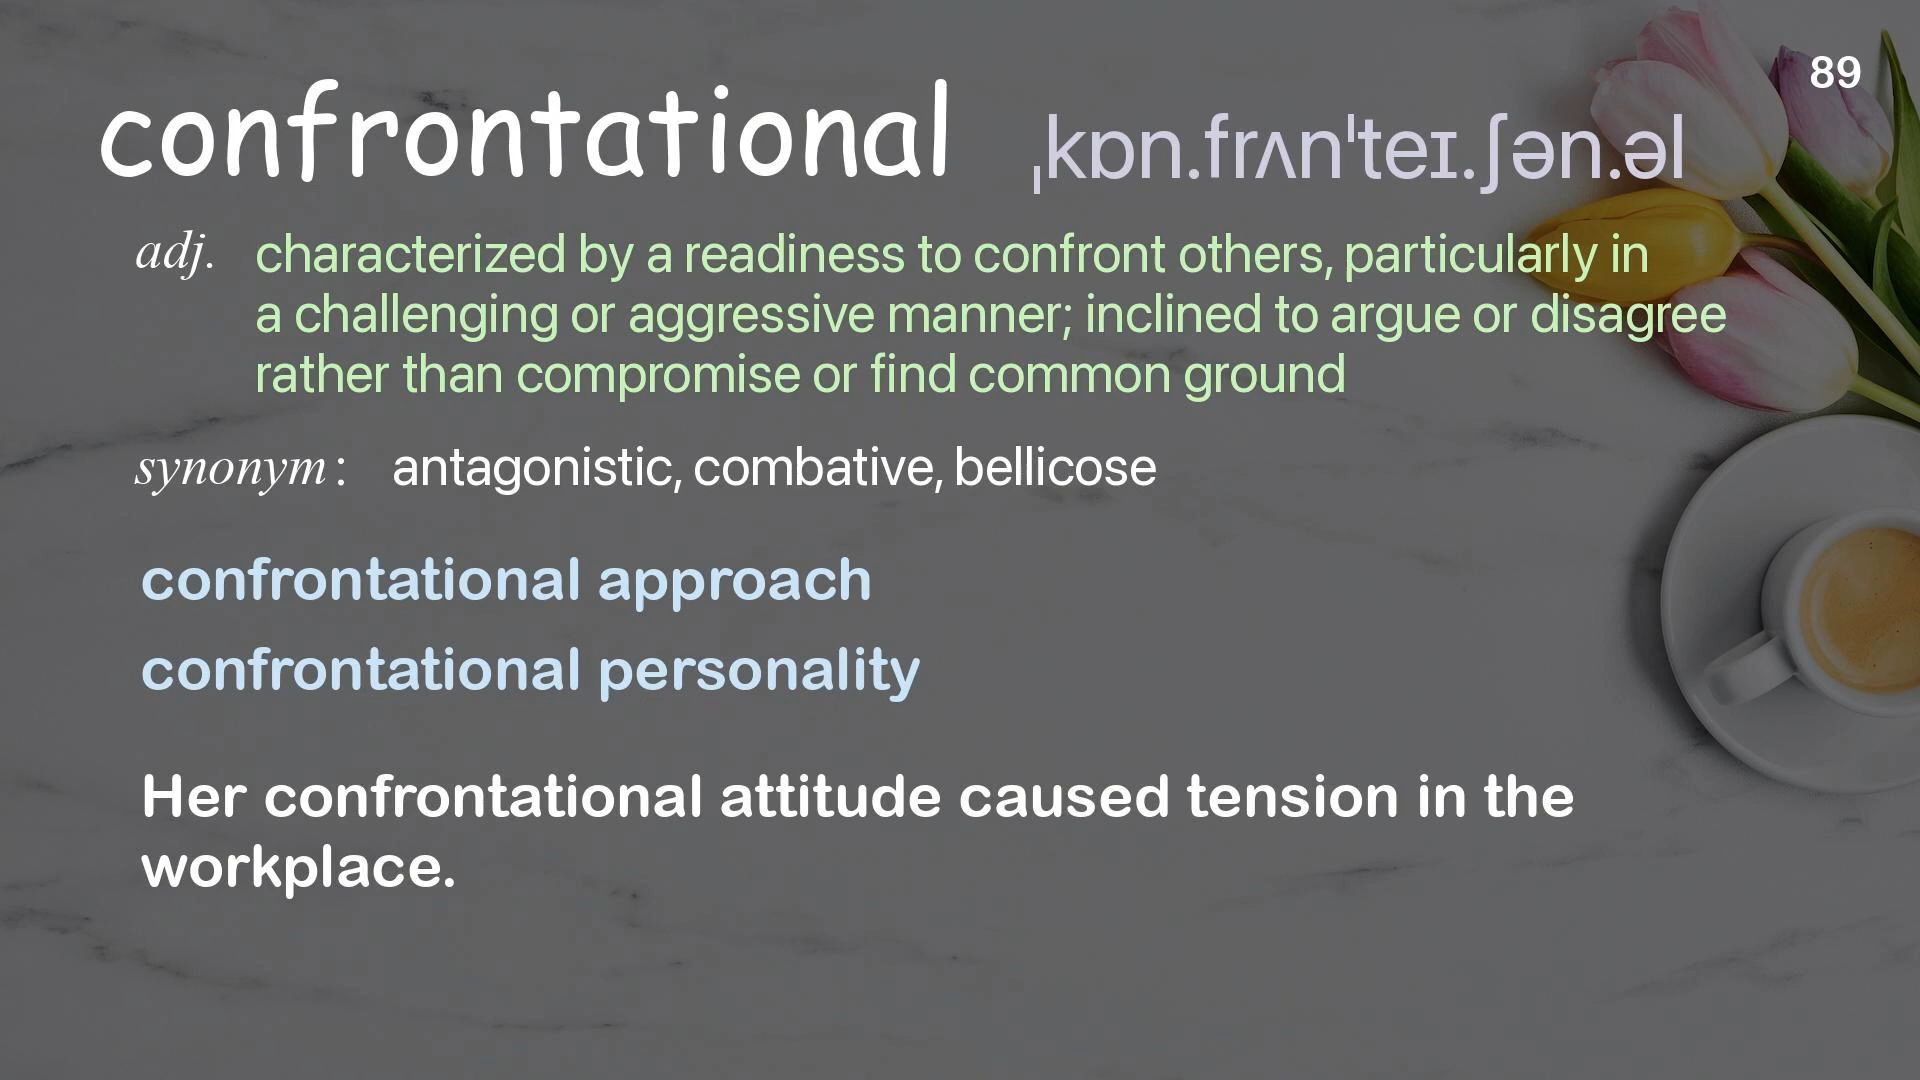 89
confrontational ˌkɒn.frʌnˈteɪ.ʃən.əl
adj. characterized by a readiness to confront others, particularly in
a challenging or aggressive manner; inclined to argue or disagree
rather than compromise or find common ground
synonym: antagonistic, combative, bellicose
confrontational approach
confrontational personality
Her confrontational attitude caused tension in the
workplace.